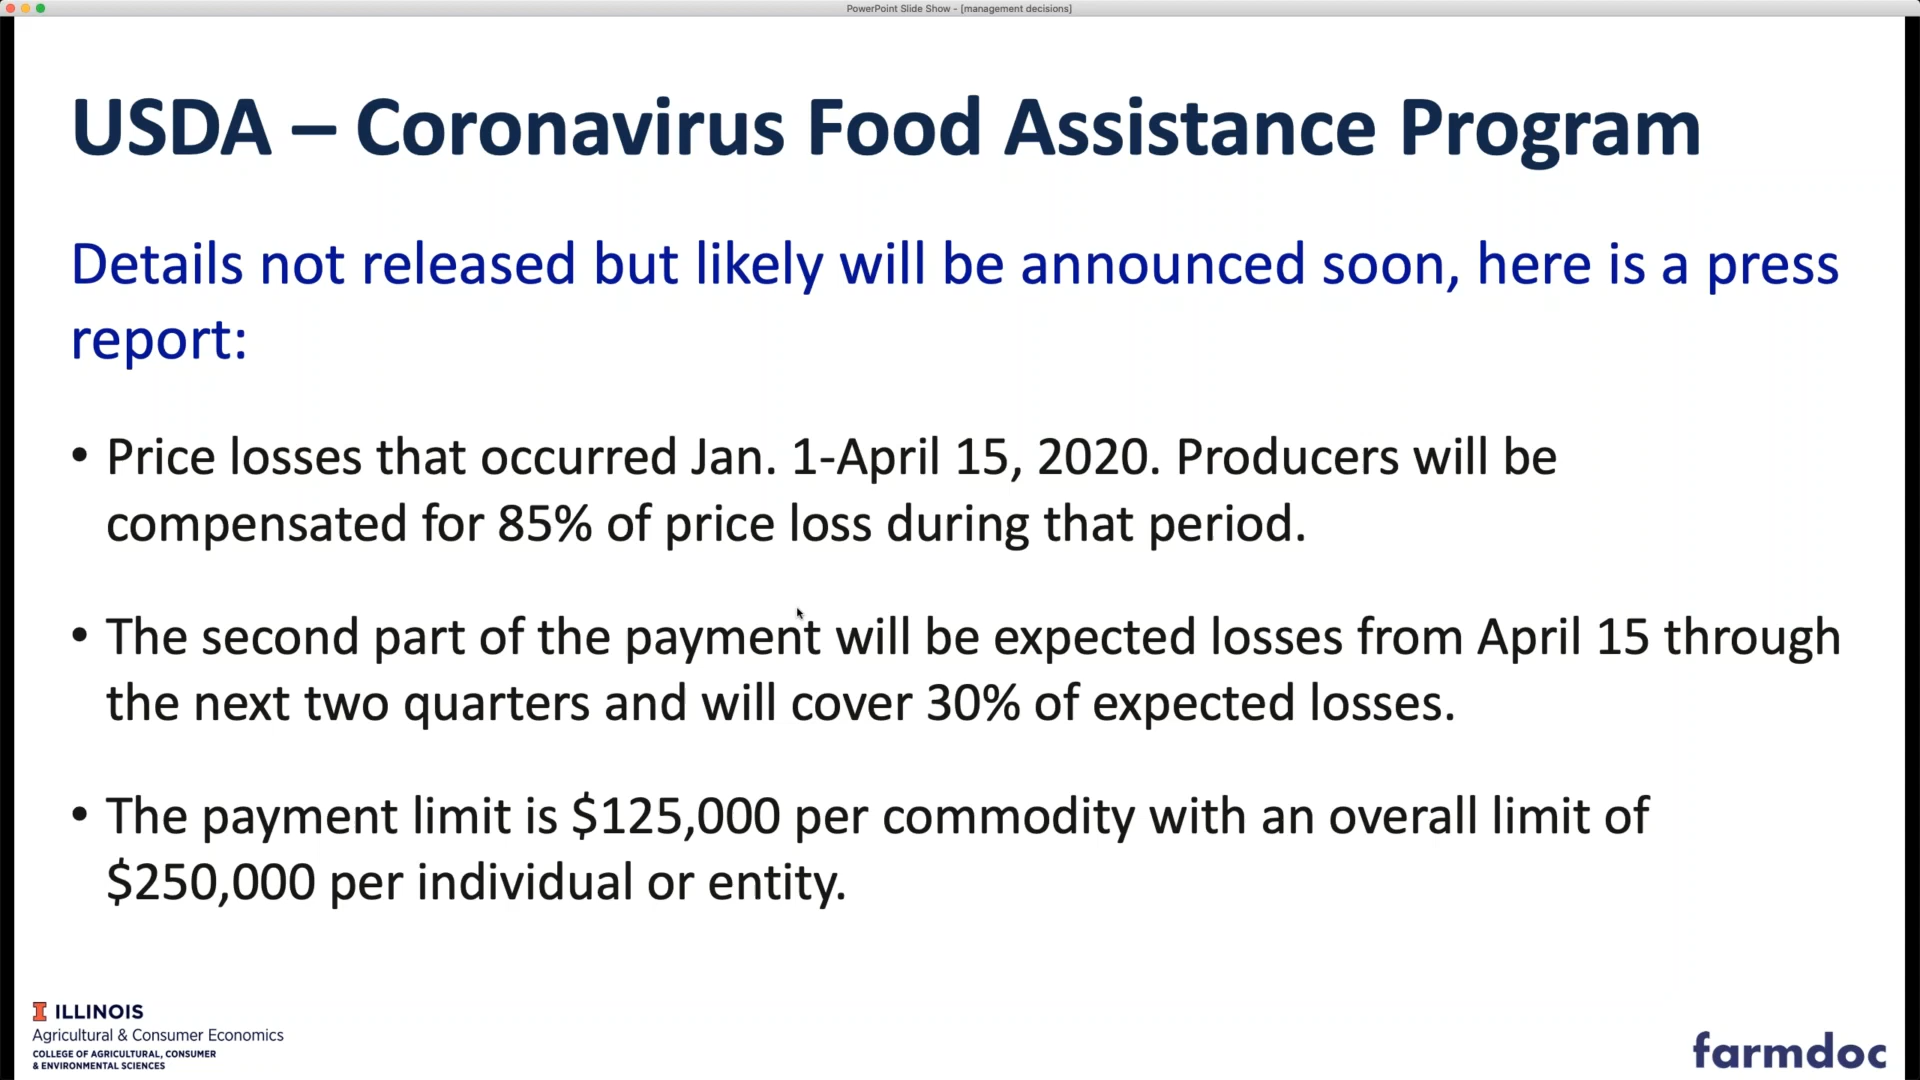 PowerPoint Slide Show - [management decisions]
USDA – Coronavirus Food Assistance Program
Details not released but likely will be announced soon, here is a press
report:
• Price losses that occurred Jan. 1-April 15, 2020. Producers will be
compensated for 85% of price loss during that period.
• The second part of the payment will be expected losses from April 15 through
the next two quarters and will cover 30% of expected losses.
• The payment limit is $125,000 per commodity with an overall limit of
$250,000 per individual or entity.
I ILLINOIS
Agricultural & Consumer Economics
COLLEGE OF AGRICULTURAL, CONSUMER
& ENVIRONMENTAL SCIENCES
farmdoc